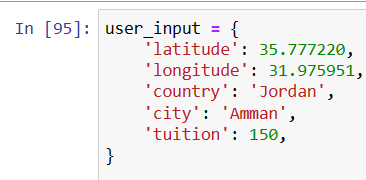 In [95]: user_input = {
'latitude': 35.777220,
'longitude': 31.975951,
'country': 'Jordan',
'city': 'Amman',
'tuition': 150,
}